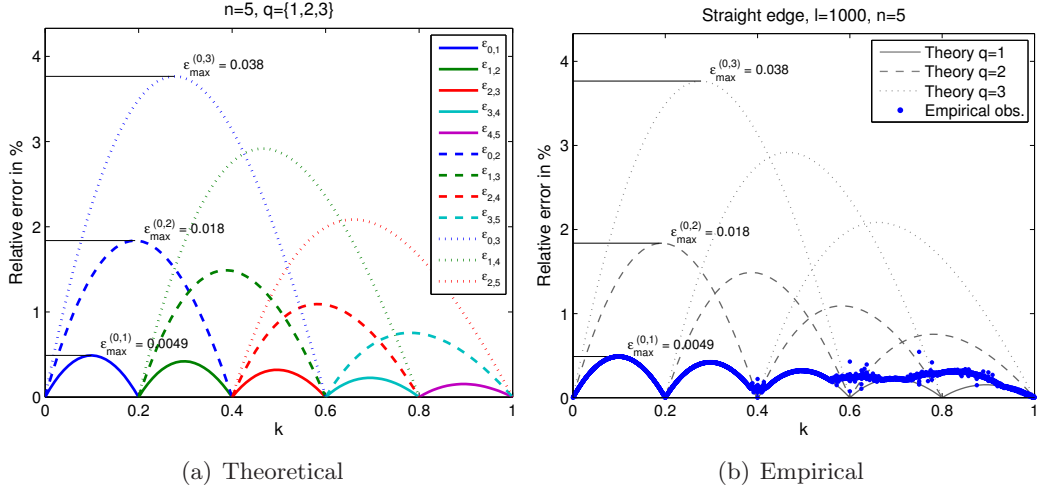 n=5, q={1,2,3}
Relative error in %
4
3
2
1
0
0
0.2
0.4
0.6
0.8
1
k
ε_max^(0,3) = 0.038
ε_max^(0,2) = 0.018
ε_max^(0,1) = 0.0049
ε_0,1
ε_1,2
ε_2,3
ε_3,4
ε_4,5
ε_0,2
ε_1,3
ε_2,4
ε_3,5
ε_0,3
ε_1,4
ε_2,5
(a) Theoretical
Straight edge, l=1000, n=5
Relative error in %
4
3
2
1
0
0
0.2
0.4
0.6
0.8
1
k
ε_max^(0,3) = 0.038
ε_max^(0,2) = 0.018
ε_max^(0,1) = 0.0049
Theory q=1
Theory q=2
Theory q=3
Empirical obs.
(b) Empirical